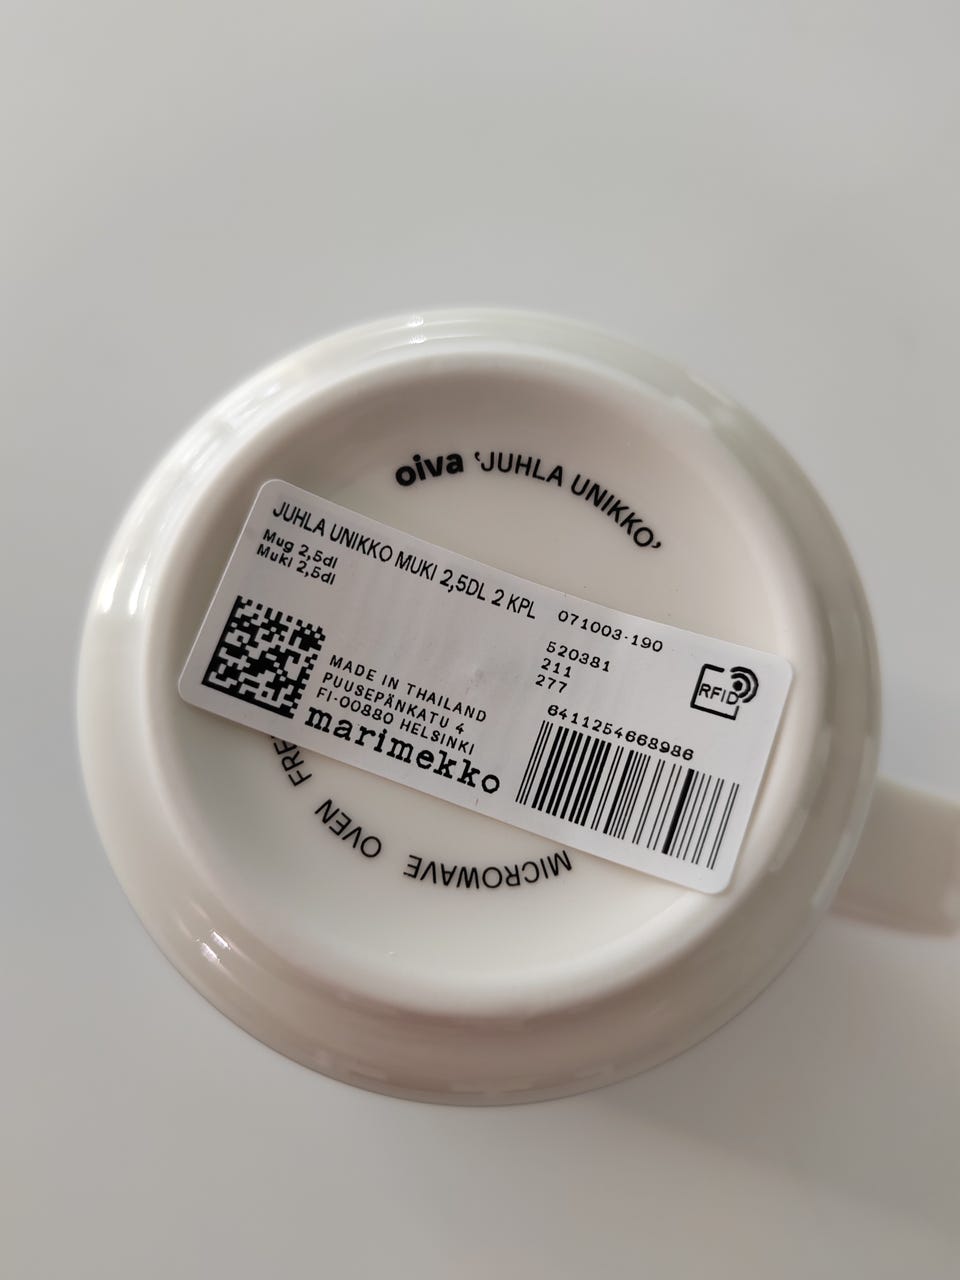 oiva ‘JUHLA UNIKKO’
JUHLA UNIKKO MUKI 2,5DL 2 KPL
Mug 2,5dl
Muki 2,5dl
071003-190
520381
211
277
RFID
MADE IN THAILAND
PUUSEPÄNKATU 4
FI-00880 HELSINKI
marimekko
6411254668986
MICROWAVE OVEN